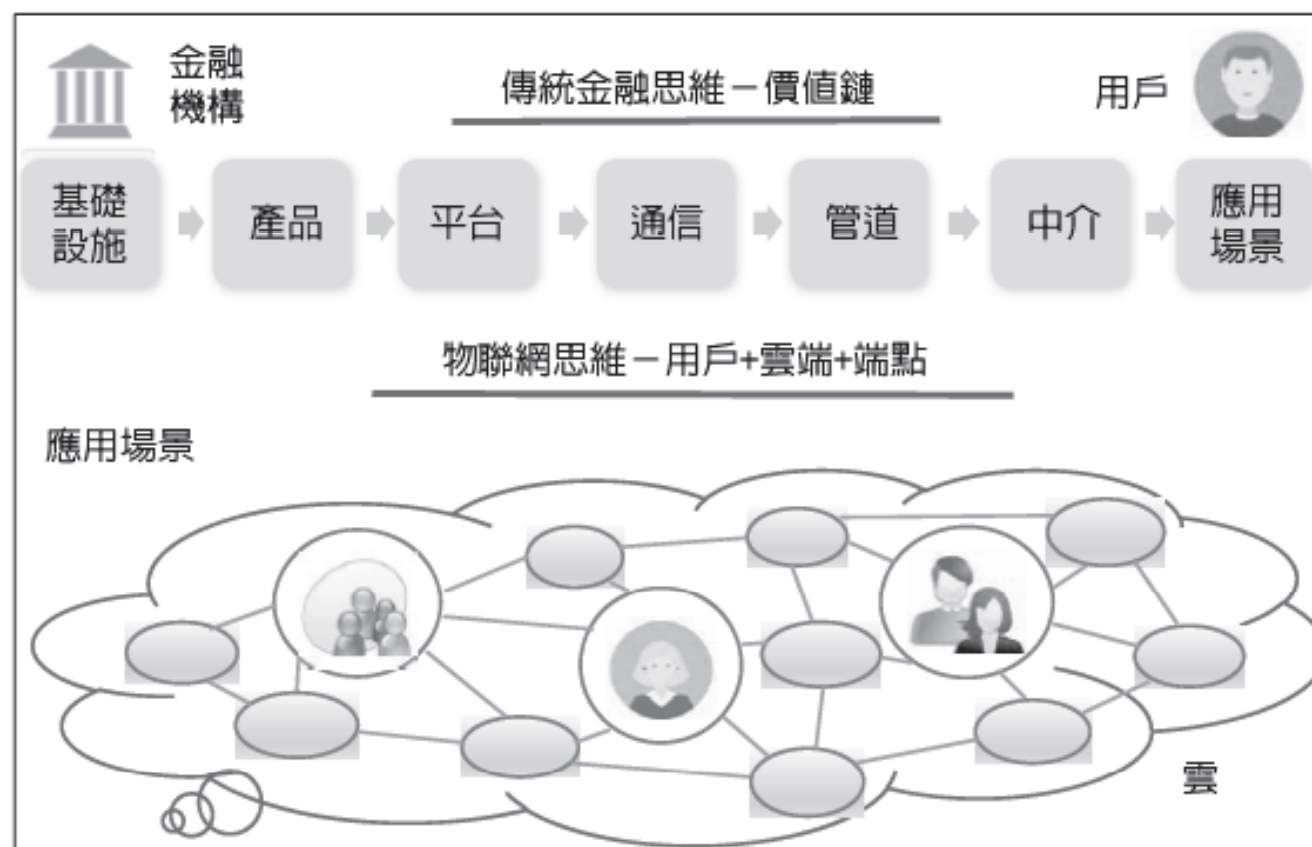 金融
機構
傳統金融思維－價值鏈
用戶
基礎
設施
產品
平台
通信
管道
中介
應用
場景
物聯網思維－用戶+雲端+端點
應用場景
雲